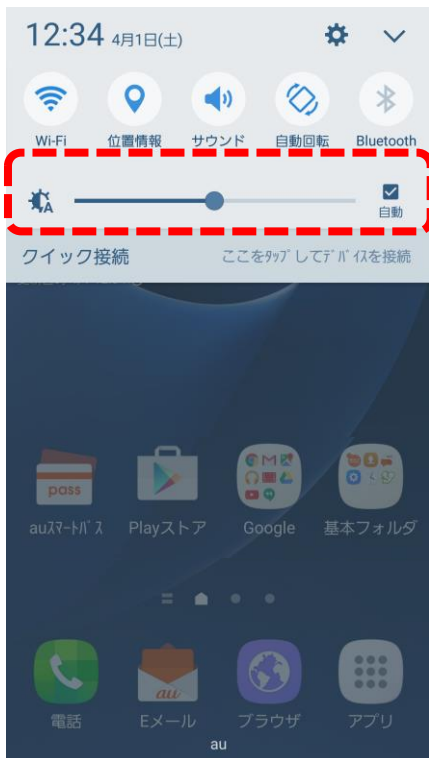 12:34 4月1日(土)
Wi-Fi 位置情報 サウンド 自動回転 Bluetooth
A
自動
クイック接続 ここをﾀｯﾌﾟしてﾃﾞﾊﾞｲｽを接続
pass
auｽﾏｰﾄﾊﾟｽ Playストア Google 基本フォルダ
au
電話 Eメール ブラウザ アプリ
au